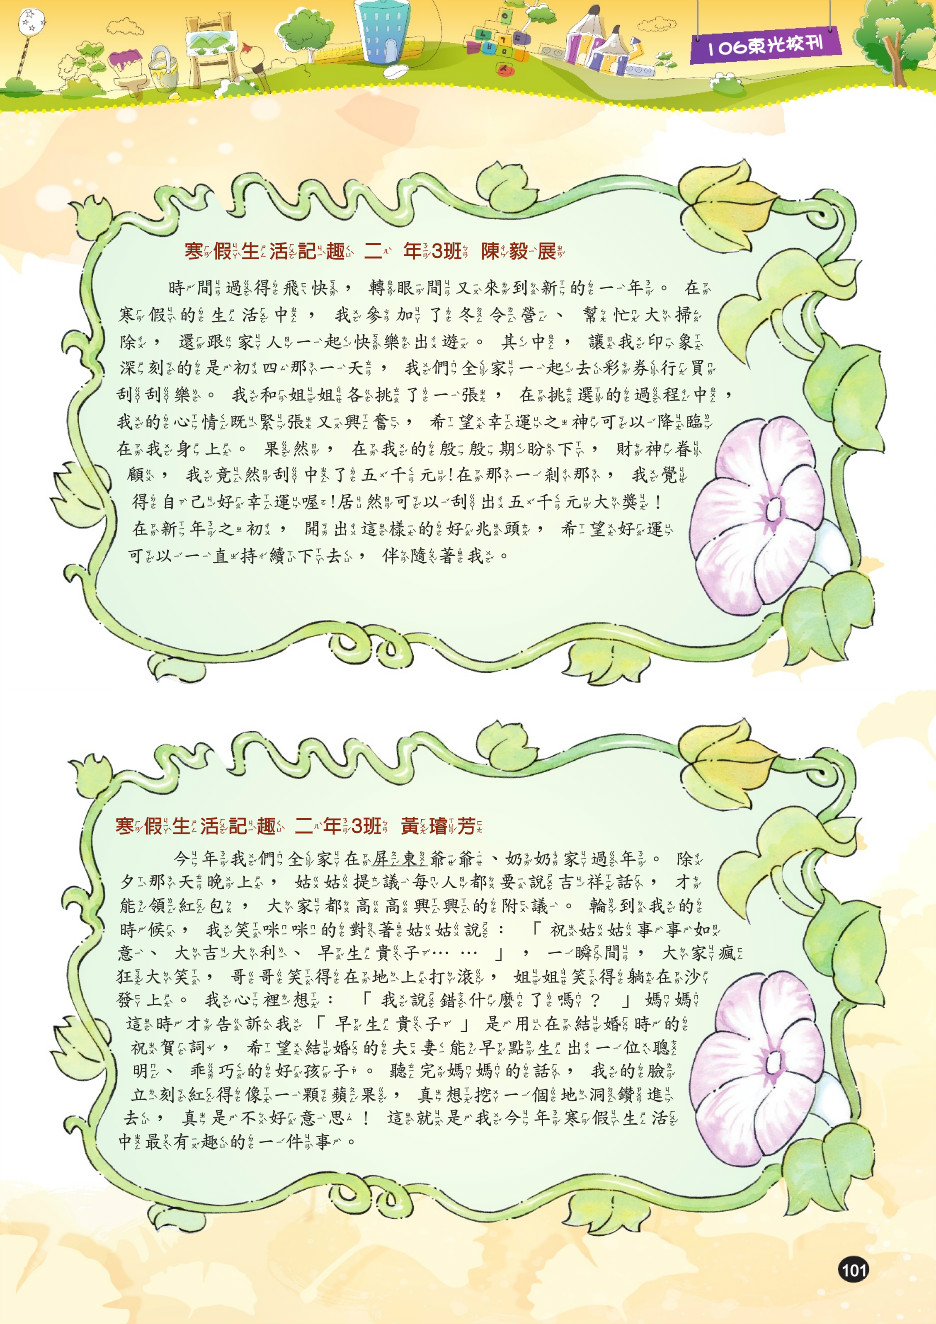 106東光校刊
寒假生活記趣 二 年3班 陳毅展
時間過得飛快，轉眼間又來到新的一年。在
寒假的生活中，我參加了冬令營、幫忙大掃
除，還跟家人一起快樂出遊。其中，讓我印象
深刻的是初四那一天，我們全家一起去彩券行買
刮刮樂。我和姐姐各挑了一張，在挑選的過程中，
我的心情既緊張又興奮，希望幸運之神可以降臨
在我身上。果然，在我的殷殷期盼下，財神眷
顧，我竟然刮中了五千元!在那一剎那，我覺
得自己好幸運喔!居然可以刮出五千元大獎!
在新年之初，開出這樣的好兆頭，希望好運
可以一直持續下去，伴隨著我。
寒假生活記趣 二年3班 黃璿芳
今年我們全家在屏東爺爺、奶奶家過年。除
夕那天晚上，姑姑提議每人都要說吉祥話，才
能領紅包，大家都高高興興的附議。輪到我的
時候，我笑咪咪的對著姑姑說：「祝姑姑事事如
意、大吉大利、早生貴子……」，一瞬間，大家瘋
狂大笑，哥哥笑得在地上打滾，姐姐笑得躺在沙
發上。我心裡想：「我說錯什麼了嗎？」媽媽
這時才告訴我「早生貴子」是用在結婚時的
祝賀詞，希望結婚的夫妻能早點生出一位聰
明、乖巧的好孩子。聽完媽媽的話，我的臉
立刻紅得像一顆蘋果，真想挖一個地洞鑽進
去，真是不好意思！這就是我今年寒假生活
中最有趣的一件事。
101